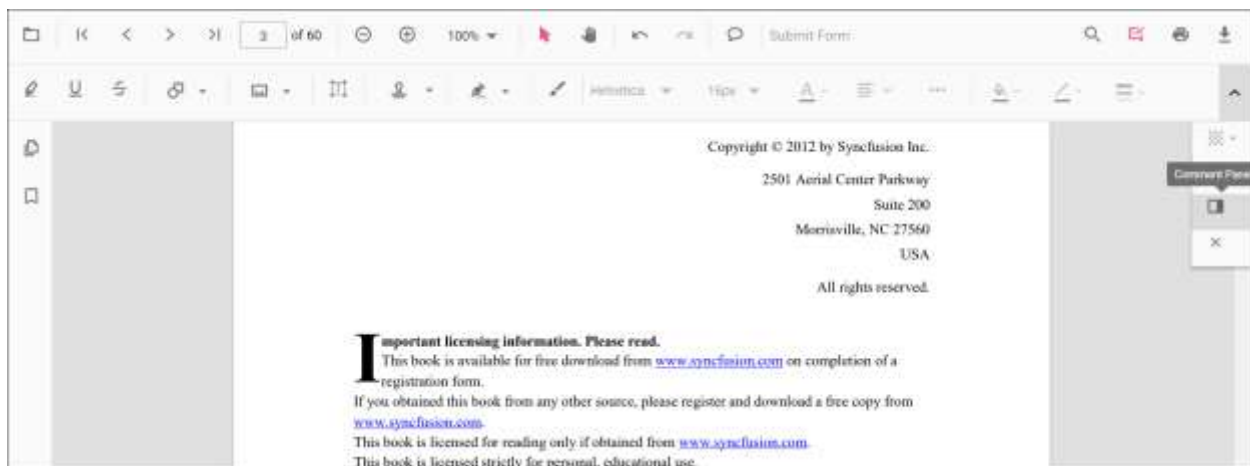 3 of 60 100% Submit Form
Helvetica 16px
Comment Panel
Copyright © 2012 by Syncfusion Inc.
2501 Aerial Center Parkway
Suite 200
Morrisville, NC 27560
USA
All rights reserved.
Important licensing information. Please read.
This book is available for free download from www.syncfusion.com on completion of a
registration form.
If you obtained this book from any other source, please register and download a free copy from
www.syncfusion.com.
This book is licensed for reading only if obtained from www.syncfusion.com.
This book is licensed strictly for personal, educational use.